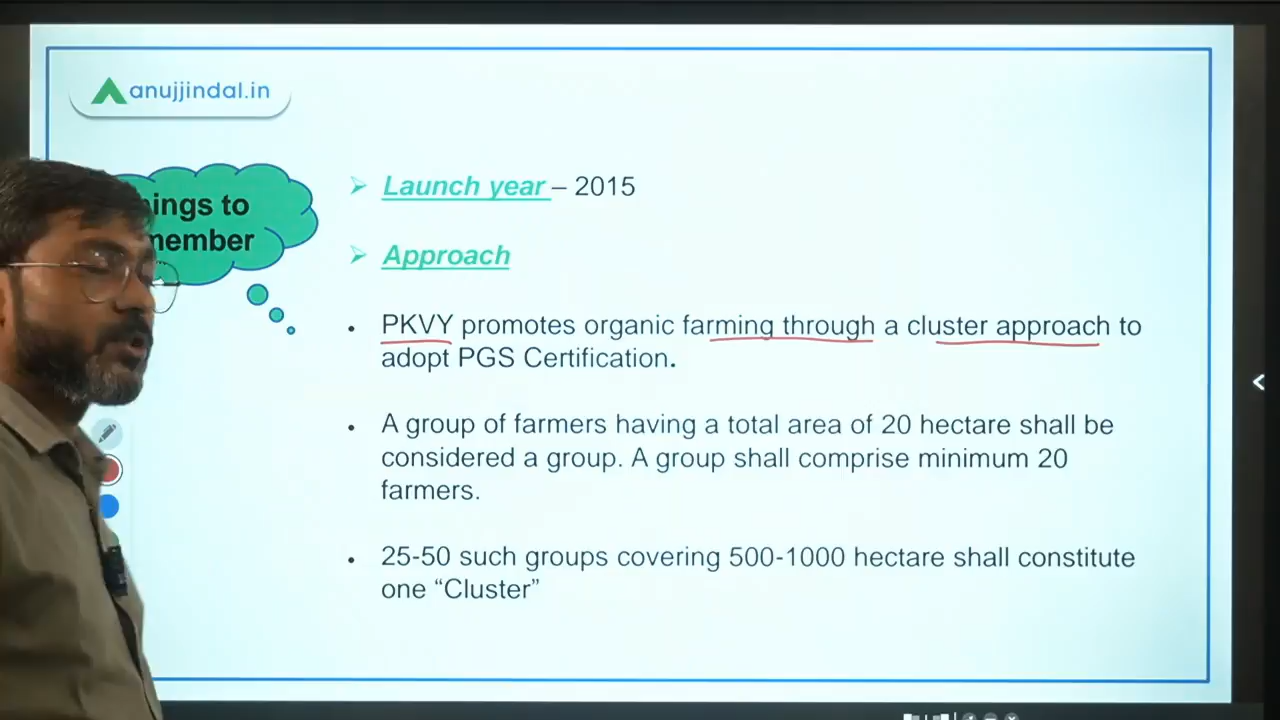 anujjindal.in
ings to
member
➢ Launch year – 2015
➢ Approach
• PKVY promotes organic farming through a cluster approach to
adopt PGS Certification.
• A group of farmers having a total area of 20 hectare shall be
considered a group. A group shall comprise minimum 20
farmers.
• 25-50 such groups covering 500-1000 hectare shall constitute
one “Cluster”